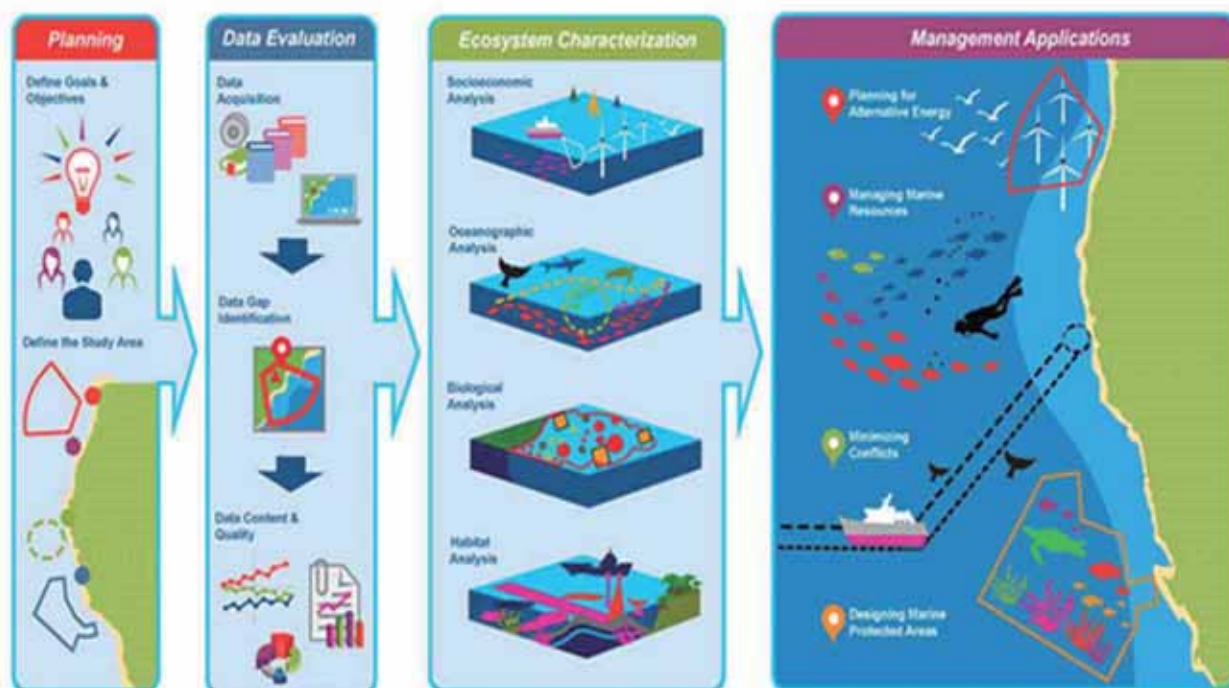 Planning
Define Goals &
Objectives
Define the Study Area
Data Evaluation
Data
Acquisition
Data Gap
Identification
Data Content &
Quality
Ecosystem Characterization
Socioeconomic
Analysis
Oceanographic
Analysis
Biological
Analysis
Habitat
Analysis
Management Applications
Planning for
Alternative Energy
Managing Marine
Resources
Minimizing
Conflicts
Designing Marine
Protected Areas